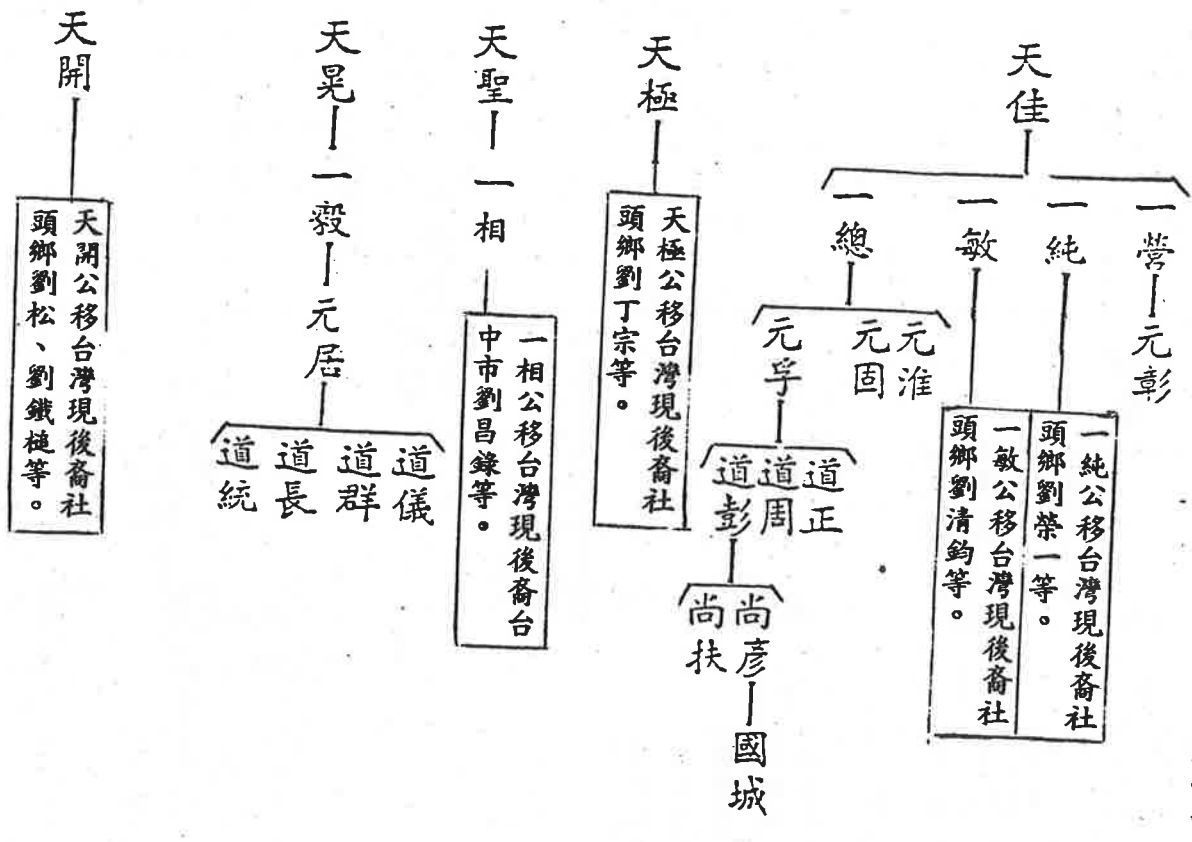 天佳
一營
元彰
一純
一純公移台灣現後裔社
頭鄉劉榮一等。
一敏
一敏公移台灣現後裔社
頭鄉劉清鈞等。
一總
元淮
元固
元孚
道正
道周
道彭
尚彥
國城
尚扶
天極
天極公移台灣現後裔社
頭鄉劉丁宗等。
天聖
一相
一相公移台灣現後裔台
中市劉昌錄等。
天晃
一毅
元居
道儀
道群
道長
道統
天開
天開公移台灣現後裔社
頭鄉劉松、劉鐵槌等。